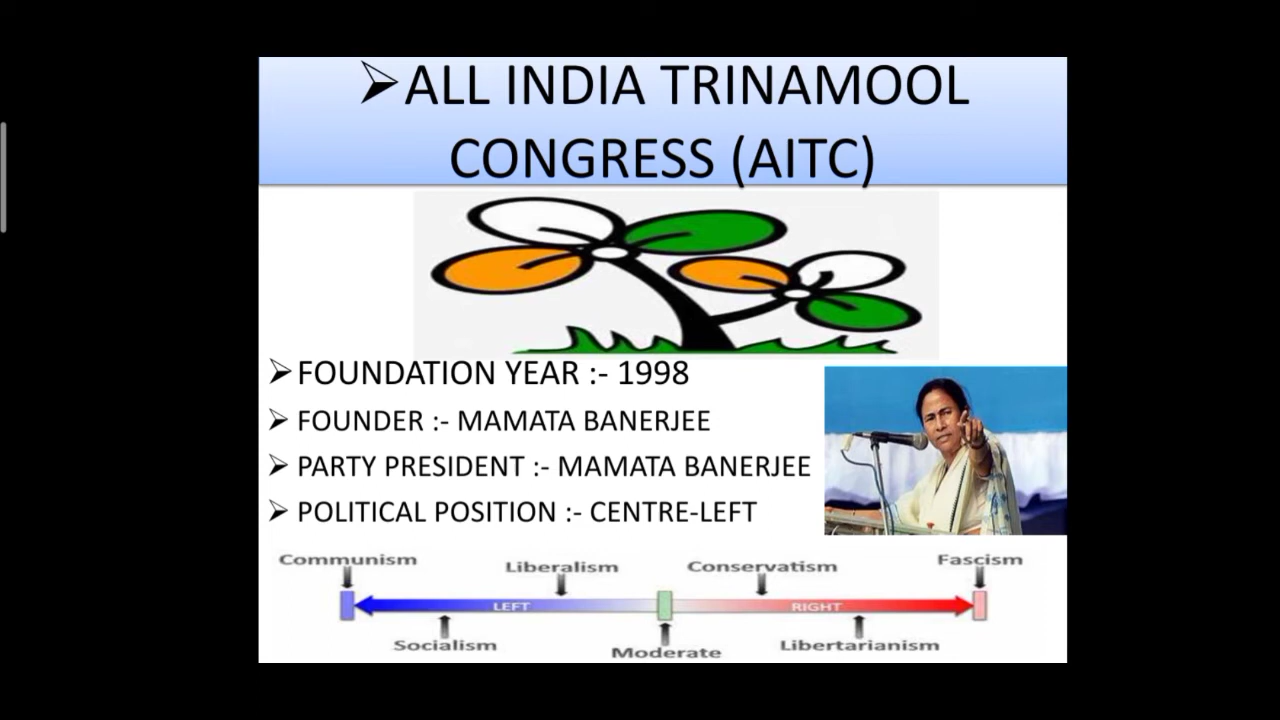 ➢ALL INDIA TRINAMOOL
CONGRESS (AITC)
➢FOUNDATION YEAR :- 1998
➢ FOUNDER :- MAMATA BANERJEE
➢ PARTY PRESIDENT :- MAMATA BANERJEE
➢ POLITICAL POSITION :- CENTRE-LEFT
Communism
Liberalism
Conservatism
Fascism
LEFT
RIGHT
Socialism
Moderate
Libertarianism